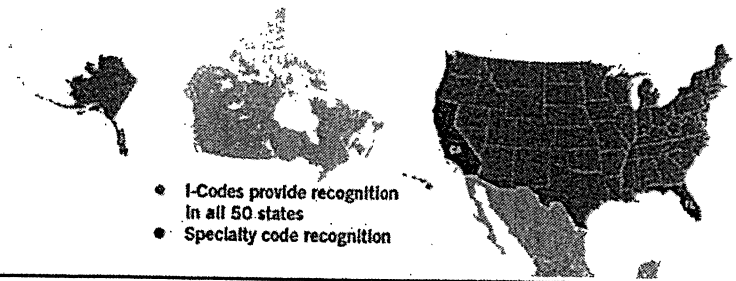 CA
FL
• I-Codes provide recognition
in all 50 states
• Specialty code recognition